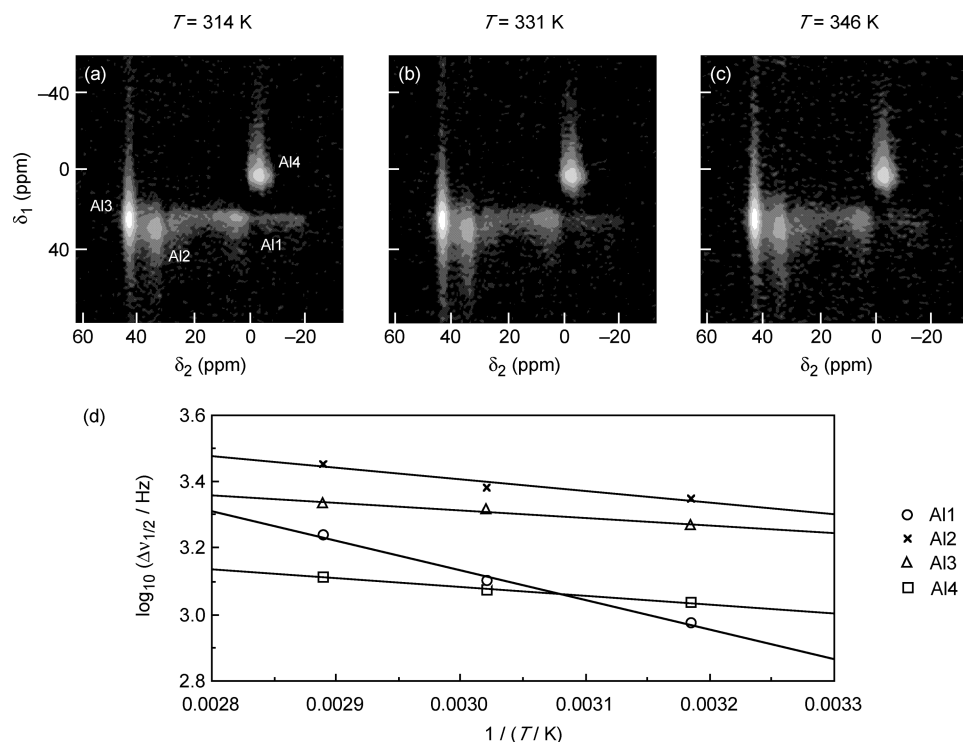 T = 314 K
T = 331 K
T = 346 K
(a)
(b)
(c)
Al4
Al3
Al1
Al2
–40
0
40
δ1 (ppm)
60 40 20 0 –20
60 40 20 0 –20
60 40 20 0 –20
δ2 (ppm)
δ2 (ppm)
δ2 (ppm)
(d)
3.6
3.4
3.2
3.0
2.8
log10 (Δν1/2 / Hz)
0.0028 0.0029 0.0030 0.0031 0.0032 0.0033
1 / (T / K)
Al1
Al2
Al3
Al4